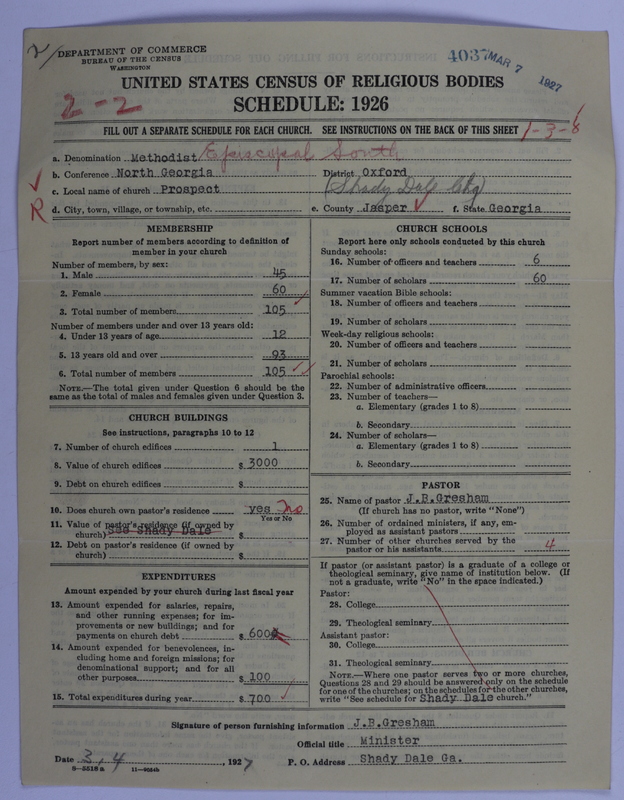 2/
DEPARTMENT OF COMMERCE
BUREAU OF THE CENSUS
WASHINGTON
4037 MAR 7 1927
UNITED STATES CENSUS OF RELIGIOUS BODIES
2-2
SCHEDULE: 1926
FILL OUT A SEPARATE SCHEDULE FOR EACH CHURCH. SEE INSTRUCTIONS ON THE BACK OF THIS SHEET
1-3-8
a. Denomination Methodist Episcopal South
b. Conference North Georgia District Oxford
c. Local name of church Prospect (Shady Dale Chg)
R
d. City, town, village, or township, etc. e. County Jasper f. State Georgia
MEMBERSHIP
Report number of members according to definition of
member in your church
Number of members, by sex:
1. Male 45
2. Female 60
3. Total number of members 105
Number of members under and over 13 years old:
4. Under 13 years of age 12
5. 13 years old and over 93
6. Total number of members 105
NOTE.—The total given under Question 6 should be the
same as the total of males and females given under Question 3.
CHURCH BUILDINGS
See instructions, paragraphs 10 to 12
7. Number of church edifices 1
8. Value of church edifices $ 3000
9. Debt on church edifices $
10. Does church own pastor's residence yes no
Yes or No
11. Value of pastor's residence (if owned by
church) See Shady Dale $
12. Debt on pastor's residence (if owned by
church) $
EXPENDITURES
Amount expended by your church during last fiscal year
13. Amount expended for salaries, repairs,
and other running expenses; for im-
provements or new buildings; and for
payments on church debt $ 600
14. Amount expended for benevolences, in-
cluding home and foreign missions; for
denominational support; and for all
other purposes $ 100
15. Total expenditures during year $ 700
CHURCH SCHOOLS
Report here only schools conducted by this church
Sunday schools:
16. Number of officers and teachers 6
17. Number of scholars 60
Summer vacation Bible schools:
18. Number of officers and teachers
19. Number of scholars
Week-day religious schools:
20. Number of officers and teachers
21. Number of scholars
Parochial schools:
22. Number of administrative officers
23. Number of teachers—
a. Elementary (grades 1 to 8)
b. Secondary
24. Number of scholars—
a. Elementary (grades 1 to 8)
b. Secondary
PASTOR
25. Name of pastor J.B.Gresham
(If church has no pastor, write "None")
26. Number of ordained ministers, if any, em-
ployed as assistant pastors
27. Number of other churches served by the
pastor or his assistants 4
If pastor (or assistant pastor) is a graduate of a college or
theological seminary, give name of institution below. (If
not a graduate, write "No" in the space indicated.)
Pastor:
28. College
29. Theological seminary
Assistant pastor:
30. College
31. Theological seminary
NOTE.—Where one pastor serves two or more churches,
Questions 28 and 29 should be answered only on the schedule
for one of the churches; on the schedules for the other churches,
write "See schedule for Shady Dale church."
Signature of person furnishing information J.B.Gresham
Official title Minister
Date 3, 4, 1927 P. O. Address Shady Dale Ga.